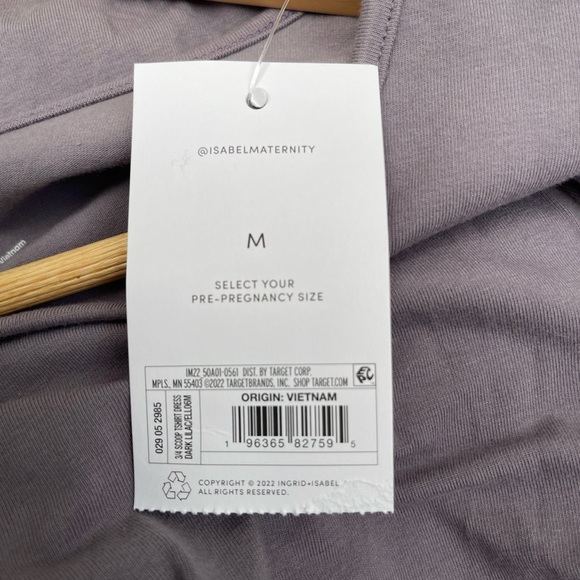 @ISABELMATERNITY
Vietnam
M
SELECT YOUR
PRE-PREGNANCY SIZE
IM22 50A01-0561 DIST. BY TARGET CORP.
MPLS., MN 55403 ©2022 TARGETBRANDS, INC. SHOP TARGET.COM
029 05 2985
3/4 SCOOP TSHIRT DRESS
DARK LILAC/ELL06M
ORIGIN: VIETNAM
1 96365 82759 5
COPYRIGHT © 2022 INGRID+ISABEL
ALL RIGHTS RESERVED.